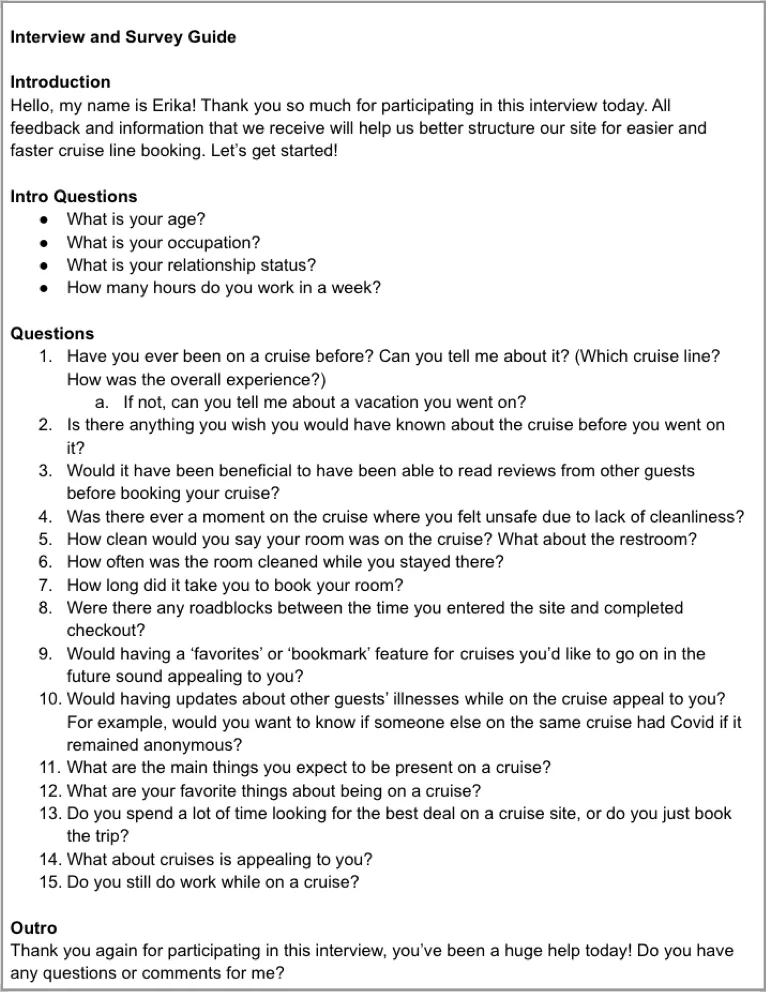 Interview and Survey Guide
Introduction
Hello, my name is Erika! Thank you so much for participating in this interview today. All
feedback and information that we receive will help us better structure our site for easier and
faster cruise line booking. Let’s get started!
Intro Questions
● What is your age?
● What is your occupation?
● What is your relationship status?
● How many hours do you work in a week?
Questions
1. Have you ever been on a cruise before? Can you tell me about it? (Which cruise line?
How was the overall experience?)
a. If not, can you tell me about a vacation you went on?
2. Is there anything you wish you would have known about the cruise before you went on
it?
3. Would it have been beneficial to have been able to read reviews from other guests
before booking your cruise?
4. Was there ever a moment on the cruise where you felt unsafe due to lack of cleanliness?
5. How clean would you say your room was on the cruise? What about the restroom?
6. How often was the room cleaned while you stayed there?
7. How long did it take you to book your room?
8. Were there any roadblocks between the time you entered the site and completed
checkout?
9. Would having a ‘favorites’ or ‘bookmark’ feature for cruises you’d like to go on in the
future sound appealing to you?
10. Would having updates about other guests’ illnesses while on the cruise appeal to you?
For example, would you want to know if someone else on the same cruise had Covid if it
remained anonymous?
11. What are the main things you expect to be present on a cruise?
12. What are your favorite things about being on a cruise?
13. Do you spend a lot of time looking for the best deal on a cruise site, or do you just book
the trip?
14. What about cruises is appealing to you?
15. Do you still do work while on a cruise?
Outro
Thank you again for participating in this interview, you’ve been a huge help today! Do you have
any questions or comments for me?